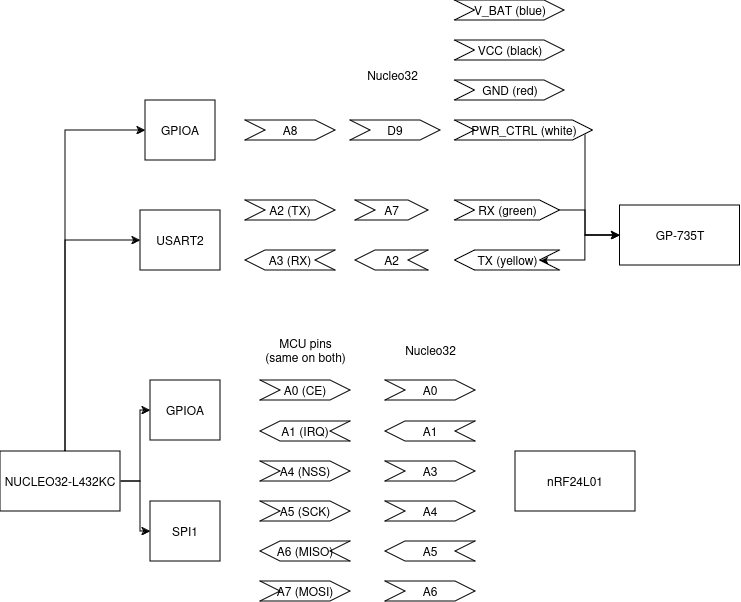 V_BAT (blue)
VCC (black)
Nucleo32
GND (red)
GPIOA
A8
D9
PWR_CTRL (white)
A2 (TX)
A7
RX (green)
USART2
GP-735T
A3 (RX)
A2
TX (yellow)
MCU pins
(same on both)
Nucleo32
A0 (CE)
A0
GPIOA
A1 (IRQ)
A1
A4 (NSS)
A3
NUCLEO32-L432KC
nRF24L01
A5 (SCK)
A4
SPI1
A6 (MISO)
A5
A7 (MOSI)
A6